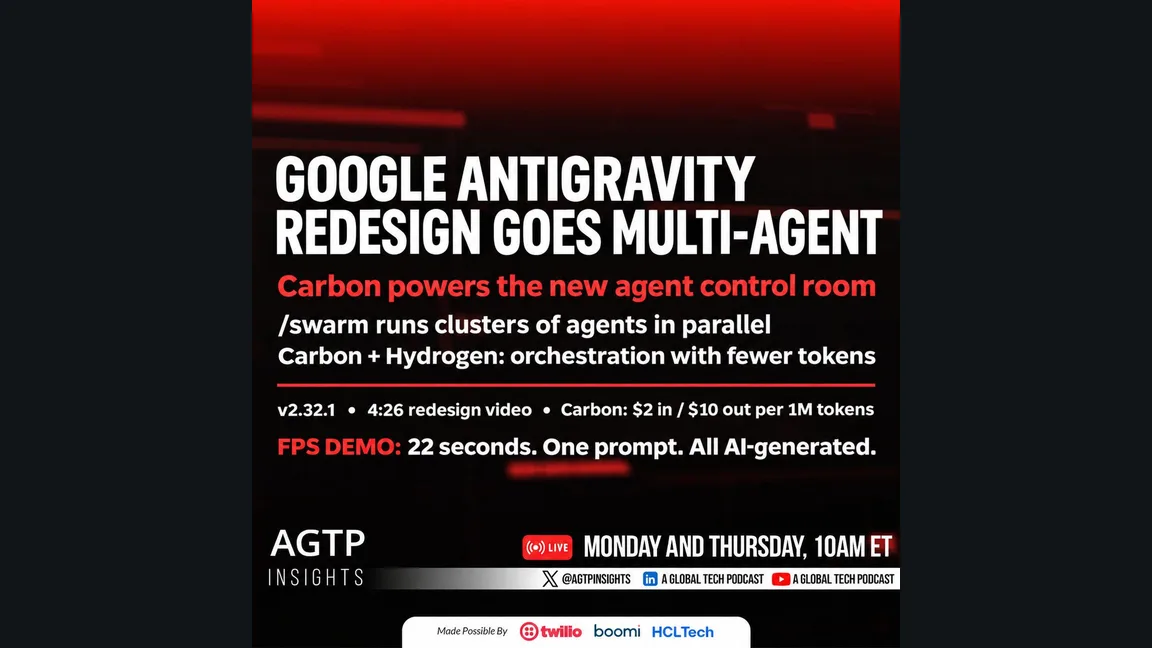 GOOGLE ANTIGRAVITY
REDESIGN GOES MULTI-AGENT
Carbon powers the new agent control room
/swarm runs clusters of agents in parallel
Carbon + Hydrogen: orchestration with fewer tokens
v2.32.1 • 4:26 redesign video • Carbon: $2 in / $10 out per 1M tokens
FPS DEMO: 22 seconds. One prompt. All AI-generated.
AGTP
INSIGHTS
LIVE MONDAY AND THURSDAY, 10AM ET
@AGTPINSIGHTS A GLOBAL TECH PODCAST A GLOBAL TECH PODCAST
Made Possible By twilio boomi HCLTech